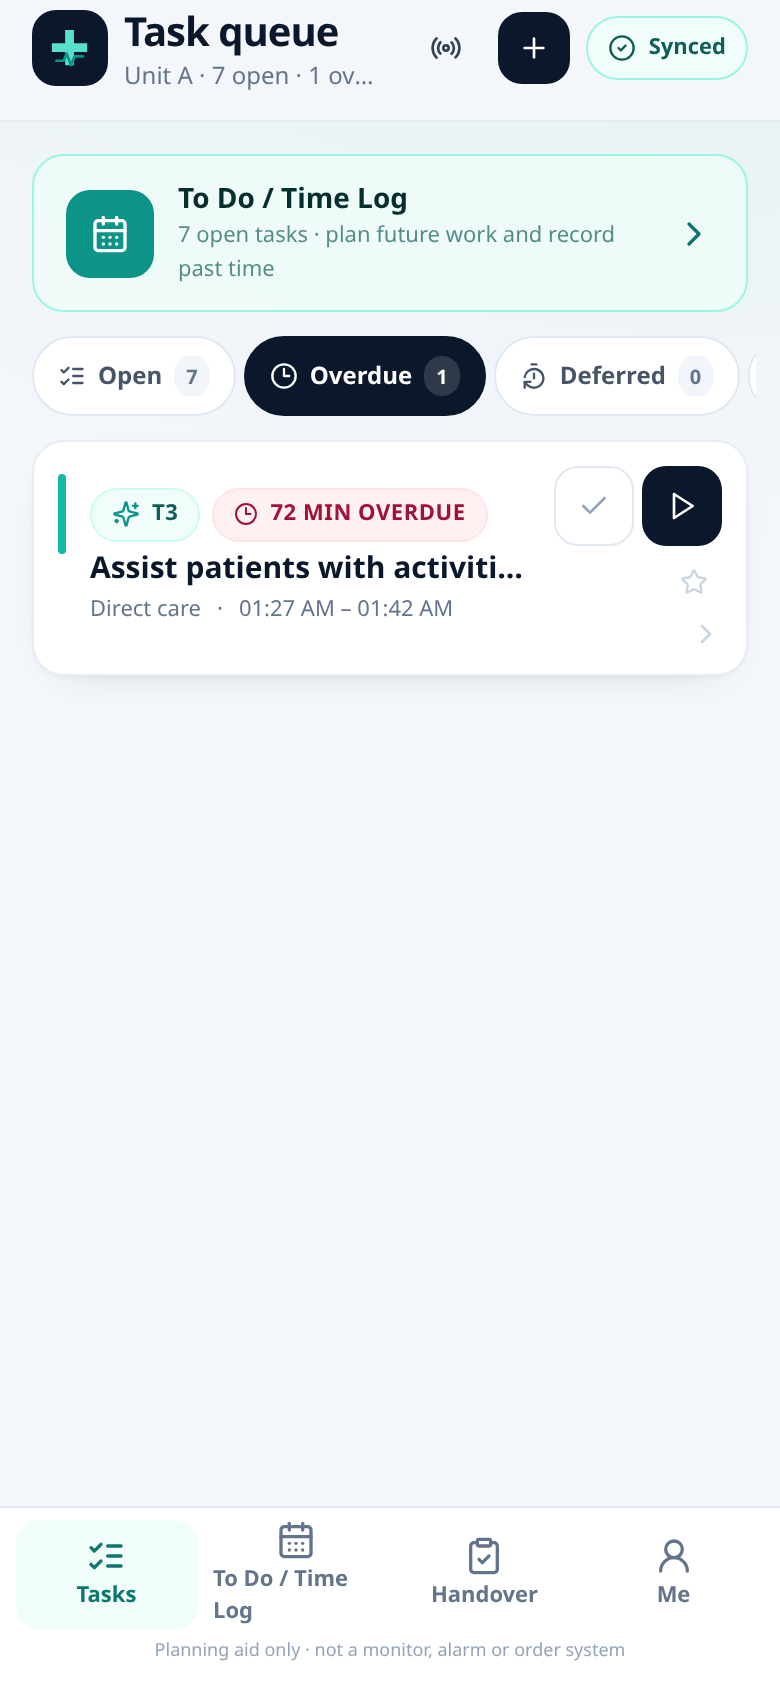 Task queue
Unit A · 7 open · 1 ov...
Synced
To Do / Time Log
7 open tasks · plan future work and record
past time
Open 7
Overdue 1
Deferred 0
T3
72 MIN OVERDUE
Assist patients with activiti...
Direct care · 01:27 AM – 01:42 AM
Tasks
To Do / Time
Log
Handover
Me
Planning aid only · not a monitor, alarm or order system